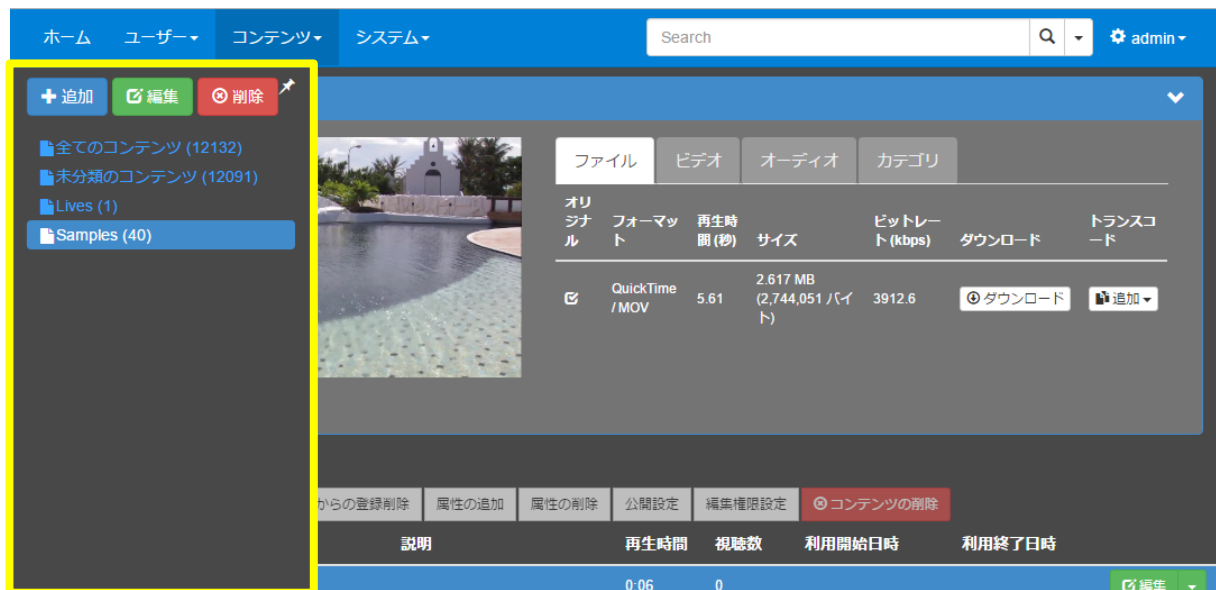 ホーム ユーザー コンテンツ システム Search admin
追加 編集 削除
全てのコンテンツ (12132)
未分類のコンテンツ (12091)
Lives (1)
Samples (40)
ファイル ビデオ オーディオ カテゴリ
オリジナル フォーマット 再生時間 (秒) サイズ ビットレート (kbps) ダウンロード トランスコード
QuickTime / MOV 5.61 2.617 MB (2,744,051 バイト) 3912.6 ダウンロード 追加
からの登録削除 属性の追加 属性の削除 公開設定 編集権限設定 コンテンツの削除
説明 再生時間 視聴数 利用開始日時 利用終了日時
0:06 0 編集